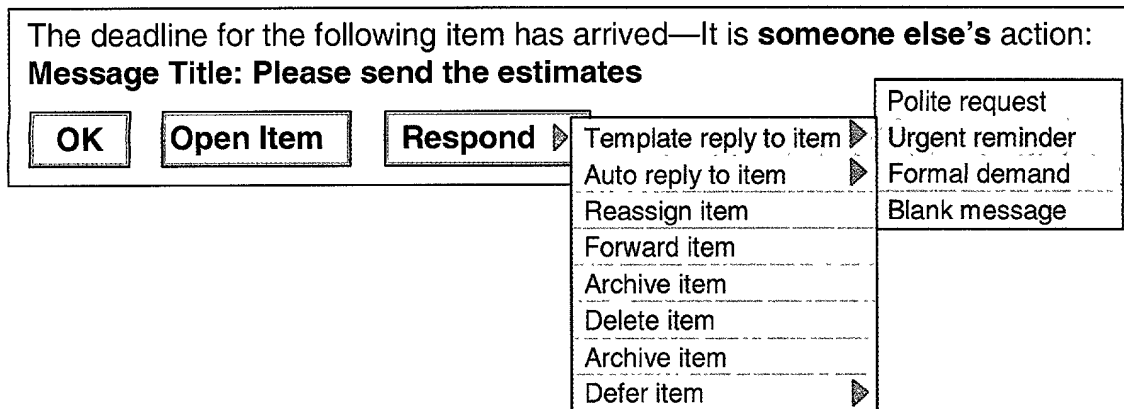 The deadline for the following item has arrived—It is someone else's action:
Message Title: Please send the estimates
OK
Open Item
Respond
Template reply to item
Auto reply to item
Reassign item
Forward item
Archive item
Delete item
Archive item
Defer item
Polite request
Urgent reminder
Formal demand
Blank message